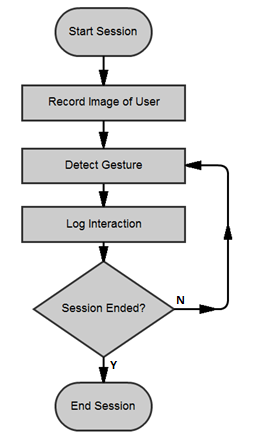 Start Session
Record Image of User
Detect Gesture
Log Interaction
Session Ended?
N
Y
End Session